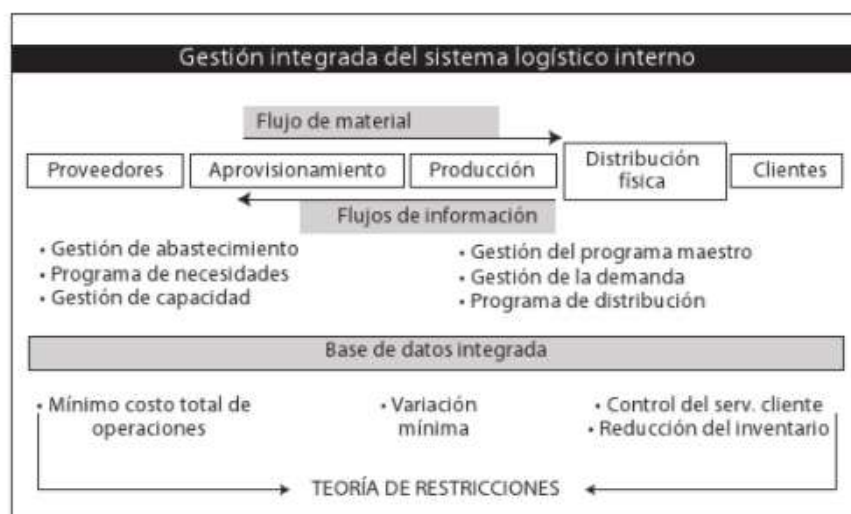 Gestión integrada del sistema logístico interno
Flujo de material
Proveedores
Aprovisionamiento
Producción
Distribución
física
Clientes
Flujos de información
• Gestión de abastecimiento
• Programa de necesidades
• Gestión de capacidad
• Gestión del programa maestro
• Gestión de la demanda
• Programa de distribución
Base de datos integrada
• Mínimo costo total de
operaciones
• Variación
mínima
• Control del serv. cliente
• Reducción del inventario
TEORÍA DE RESTRICCIONES